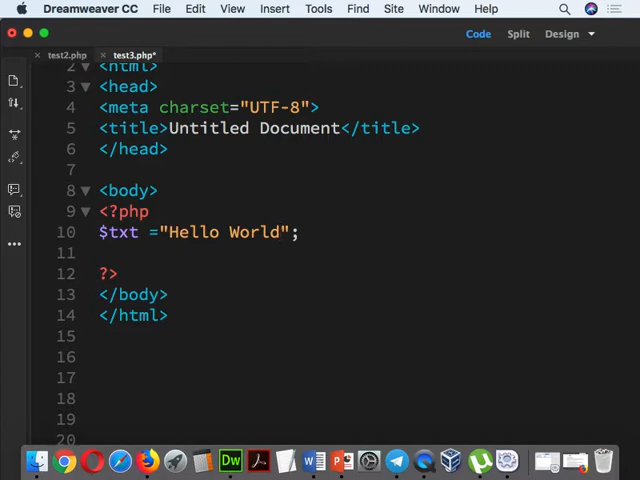 Dreamweaver CC File Edit View Insert Tools Find Site Window Help
Code Split Design
test2.php test3.php*
2 <html>
3 <head>
4 <meta charset="UTF-8">
5 <title>Untitled Document</title>
6 </head>
7
8 <body>
9 <?php
10 $txt ="Hello World";
11
12 ?>
13 </body>
14 </html>
15
16
17
18
19
20
Dw